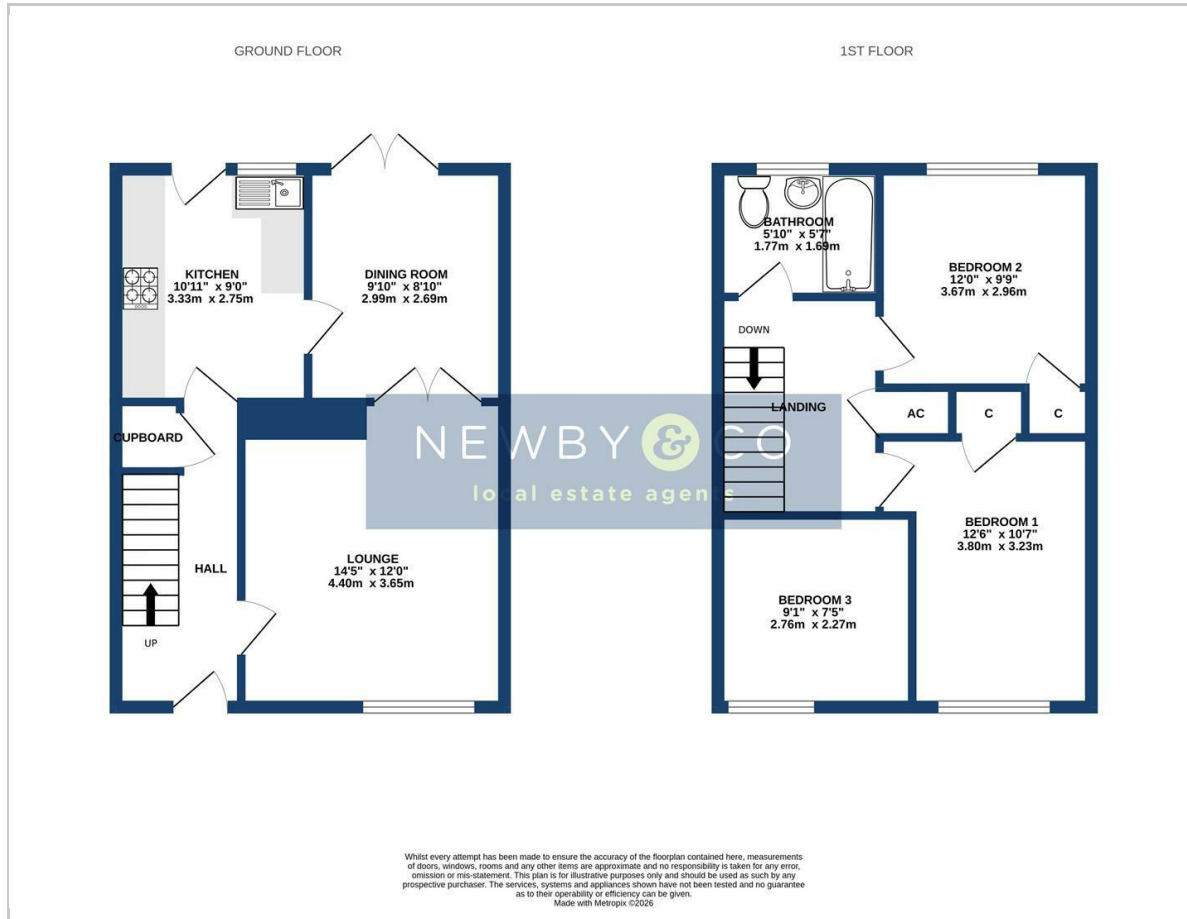 GROUND FLOOR
1ST FLOOR
KITCHEN
10'11" x 9'0"
3.33m x 2.75m
DINING ROOM
9'10" x 8'10"
2.99m x 2.69m
CUPBOARD
HALL
UP
LOUNGE
14'5" x 12'0"
4.40m x 3.65m
BATHROOM
5'10" x 5'7"
1.77m x 1.69m
BEDROOM 2
12'0" x 9'9"
3.67m x 2.96m
DOWN
LANDING
AC
C
C
BEDROOM 1
12'6" x 10'7"
3.80m x 3.23m
BEDROOM 3
9'1" x 7'5"
2.76m x 2.27m
NEWBY & CO
local estate agents
Whilst every attempt has been made to ensure the accuracy of the floorplan contained here, measurements
of doors, windows, rooms and any other items are approximate and no responsibility is taken for any error,
omission or mis-statement. This plan is for illustrative purposes only and should be used as such by any
prospective purchaser. The services, systems and appliances shown have not been tested and no guarantee
as to their operability or efficiency can be given.
Made with Metropix ©2026